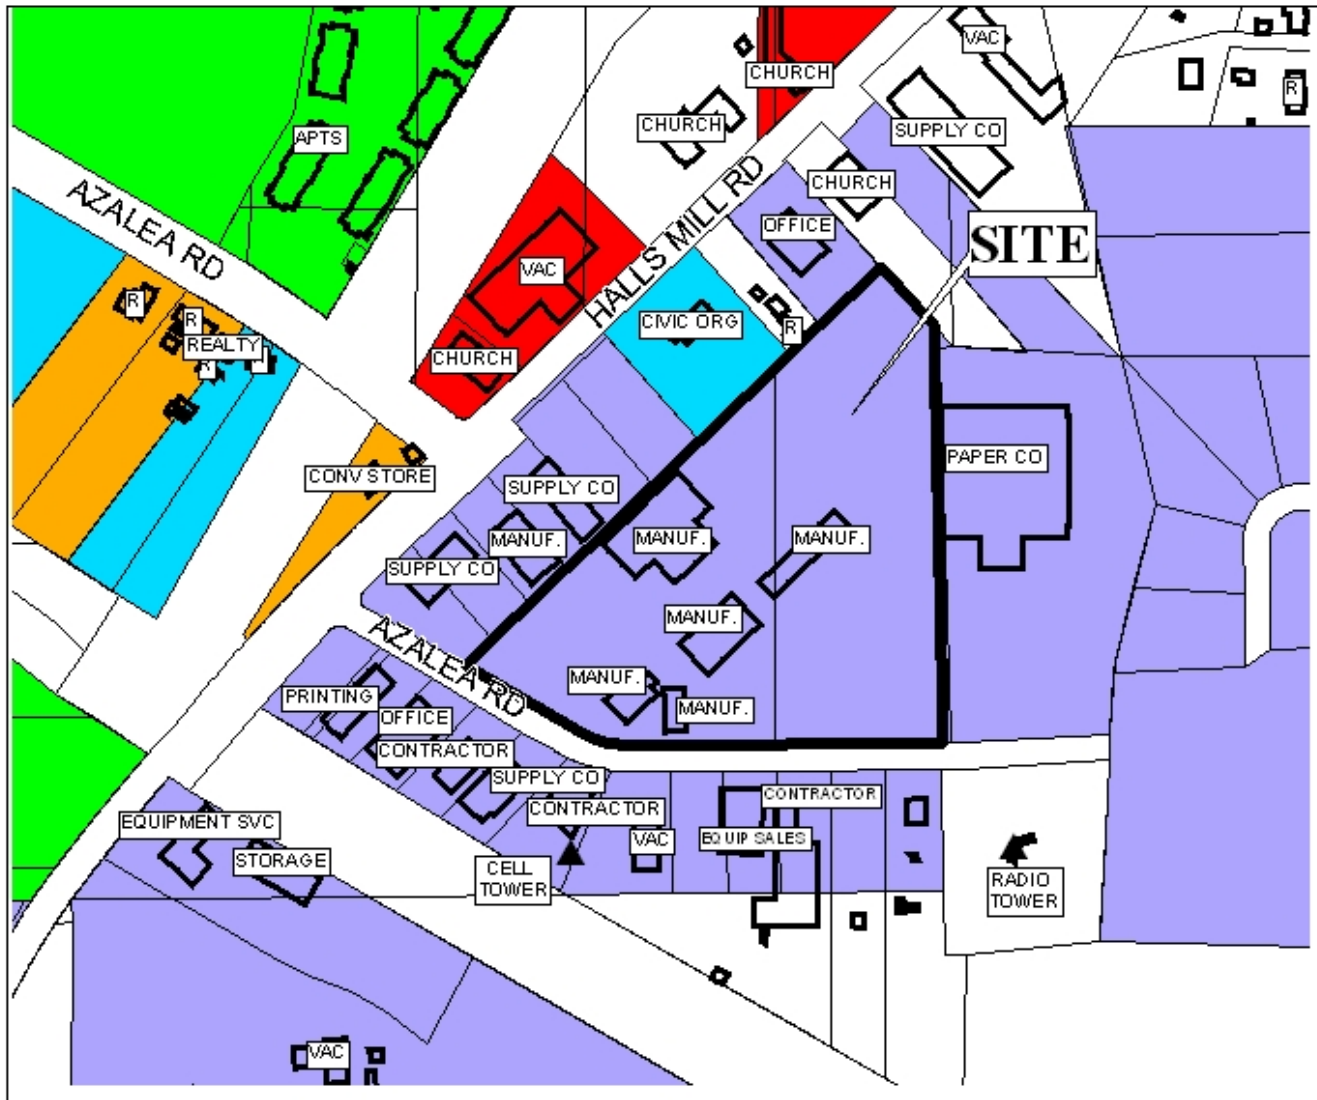 VAC
CHURCH
R
CHURCH
SUPPLY CO
APTS
AZALEA RD
HALLS MILL RD
CHURCH
OFFICE
SITE
VAC
R
R
REALTY
R
CIVIC ORG
R
CHURCH
CONV STORE
PAPER CO
SUPPLY CO
MANUF.
MANUF.
MANUF.
SUPPLY CO
MANUF.
AZALEA RD
MANUF.
MANUF.
PRINTING
OFFICE
CONTRACTOR
SUPPLY CO
CONTRACTOR
CONTRACTOR
EQUIPMENT SVC
VAC
EQUIP SALES
STORAGE
CELL
TOWER
RADIO
TOWER
VAC